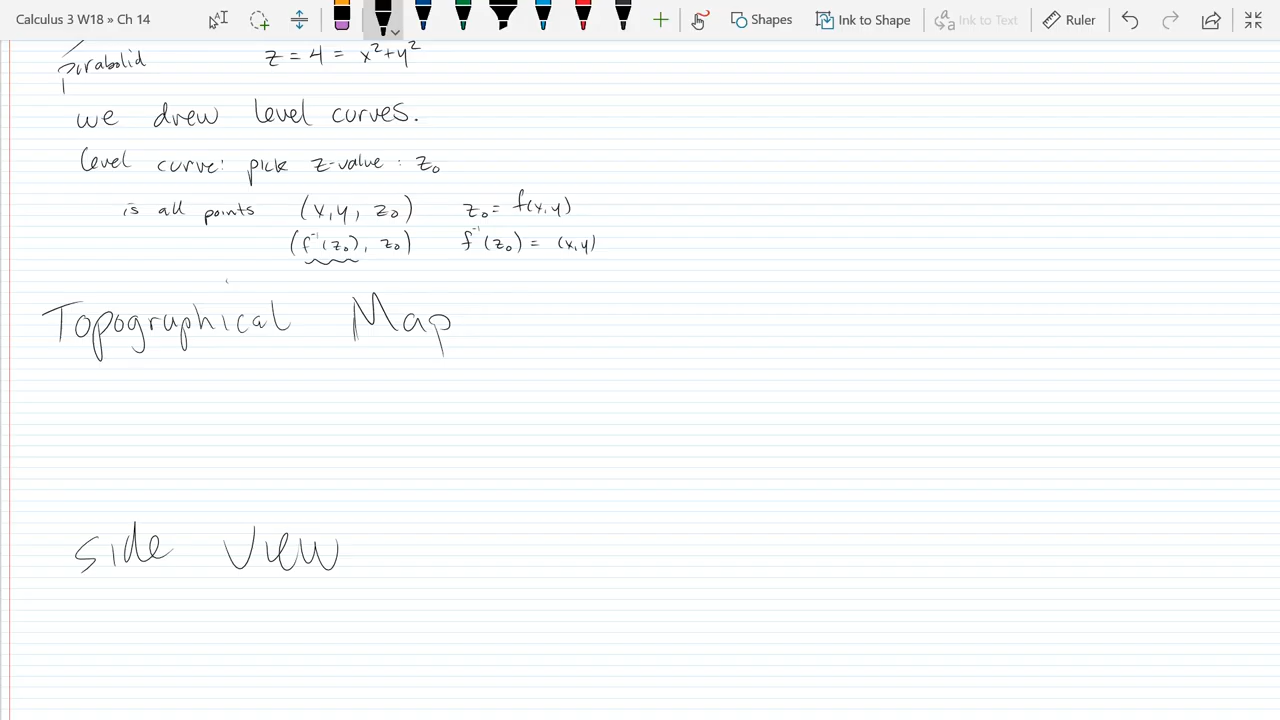 Calculus 3 W18 » Ch 14
Shapes Ink to Shape Ink to Text Ruler
parabolid z = 4 = x²+y²
we drew level curves.
level curve: pick z-value : z₀
is all points (x,y, z₀) z₀ = f(x,y)
(f⁻¹(z₀), z₀) f⁻¹(z₀) = (x,y)
Topographical Map
side view